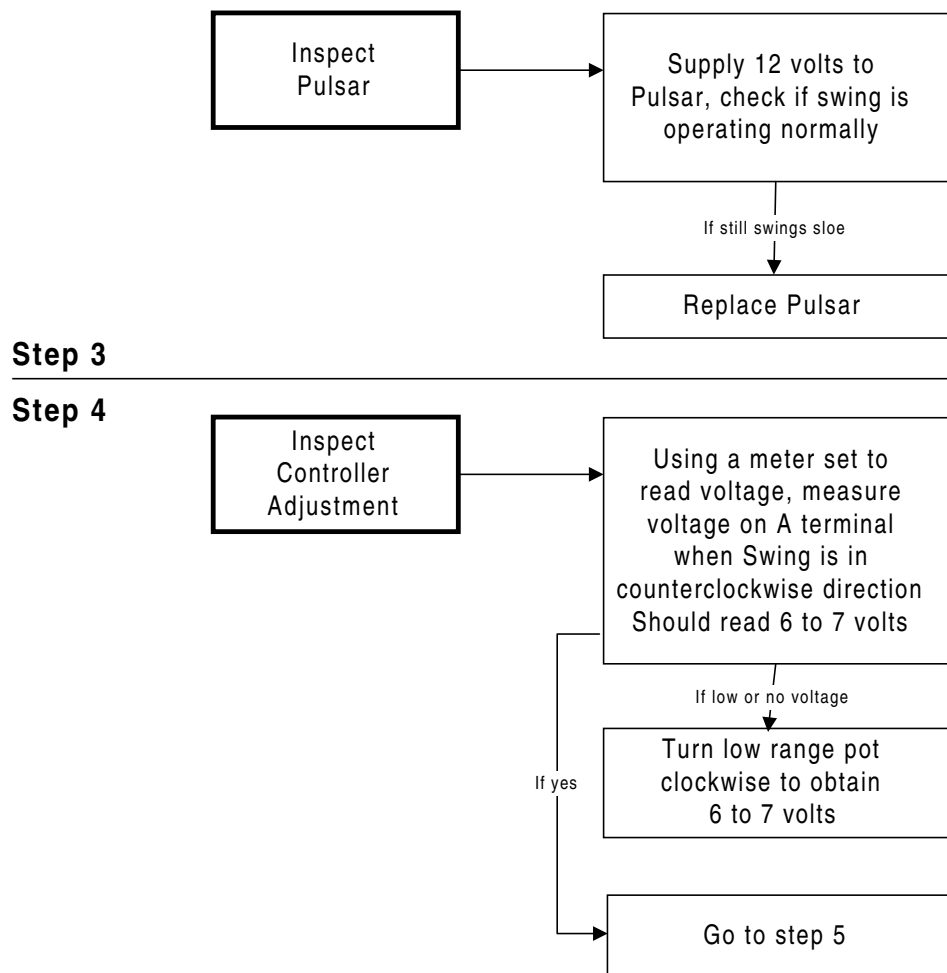 Inspect
Pulsar
Supply 12 volts to
Pulsar, check if swing is
operating normally
If still swings sloe
Replace Pulsar
Step 3
Step 4
Inspect
Controller
Adjustment
Using a meter set to
read voltage, measure
voltage on A terminal
when Swing is in
counterclockwise direction
Should read 6 to 7 volts
If low or no voltage
Turn low range pot
clockwise to obtain
6 to 7 volts
If yes
Go to step 5